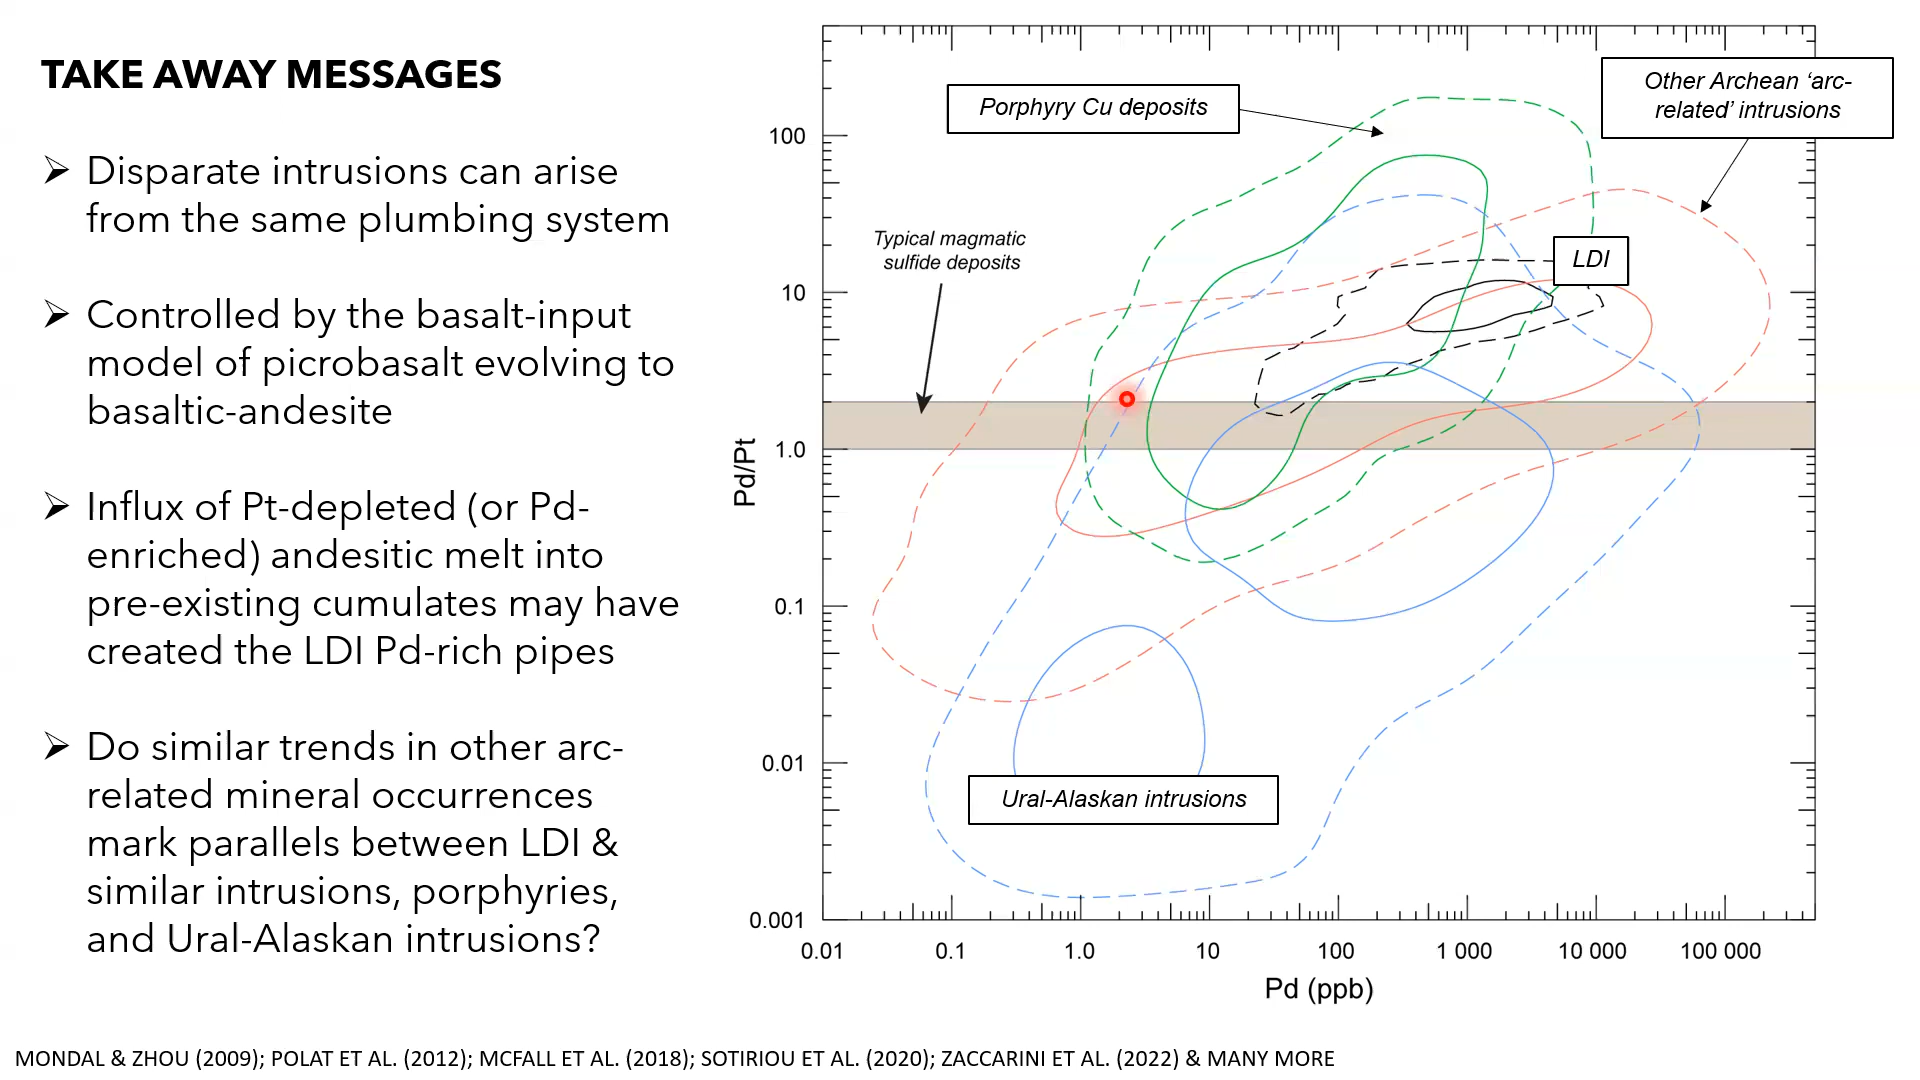 TAKE AWAY MESSAGES
Disparate intrusions can arise
from the same plumbing system
Controlled by the basalt-input
model of picrobasalt evolving to
basaltic-andesite
Influx of Pt-depleted (or Pd-
enriched) andesitic melt into
pre-existing cumulates may have
created the LDI Pd-rich pipes
Do similar trends in other arc-
related mineral occurrences
mark parallels between LDI &
similar intrusions, porphyries,
and Ural-Alaskan intrusions?
Porphyry Cu deposits
Other Archean ‘arc-
related’ intrusions
Typical magmatic
sulfide deposits
LDI
Ural-Alaskan intrusions
Pd/Pt
100
10
1.0
0.1
0.01
0.001
0.01 0.1 1.0 10 100 1 000 10 000 100 000
Pd (ppb)
MONDAL & ZHOU (2009); POLAT ET AL. (2012); MCFALL ET AL. (2018); SOTIRIOU ET AL. (2020); ZACCARINI ET AL. (2022) & MANY MORE